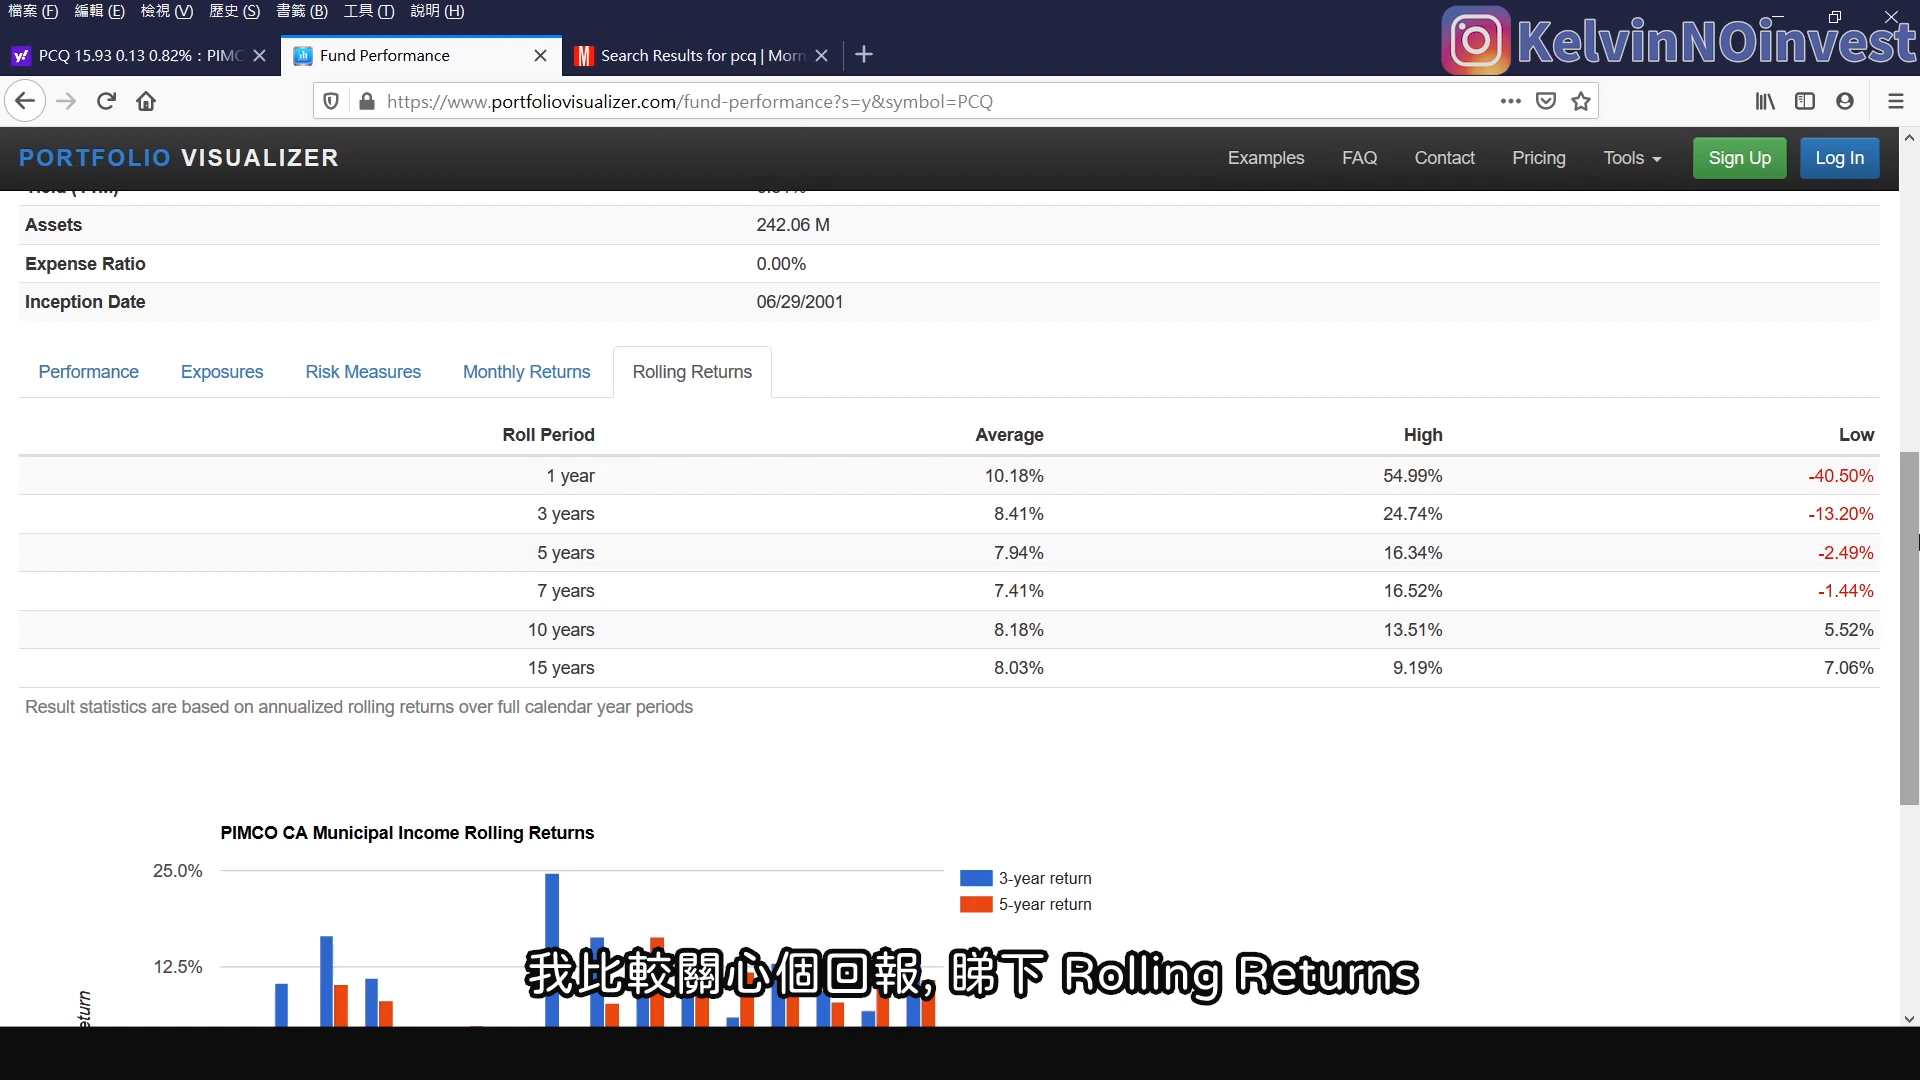 檔案 (F) 編輯 (E) 檢視 (V) 歷史 (S) 書籤 (B) 工具 (T) 說明 (H)
KelvinNOinvest
PCQ 15.93 0.13 0.82% : PIMC
Fund Performance
Search Results for pcq | Morn
https://www.portfoliovisualizer.com/fund-performance?s=y&symbol=PCQ
PORTFOLIO VISUALIZER
Examples FAQ Contact Pricing Tools Sign Up Log In
Assets 242.06 M
Expense Ratio 0.00%
Inception Date 06/29/2001
Performance Exposures Risk Measures Monthly Returns Rolling Returns
Roll Period Average High Low
1 year 10.18% 54.99% -40.50%
3 years 8.41% 24.74% -13.20%
5 years 7.94% 16.34% -2.49%
7 years 7.41% 16.52% -1.44%
10 years 8.18% 13.51% 5.52%
15 years 8.03% 9.19% 7.06%
Result statistics are based on annualized rolling returns over full calendar year periods
PIMCO CA Municipal Income Rolling Returns
25.0%
3-year return
5-year return
12.5%
我比較關心個回報, 睇下 Rolling Returns